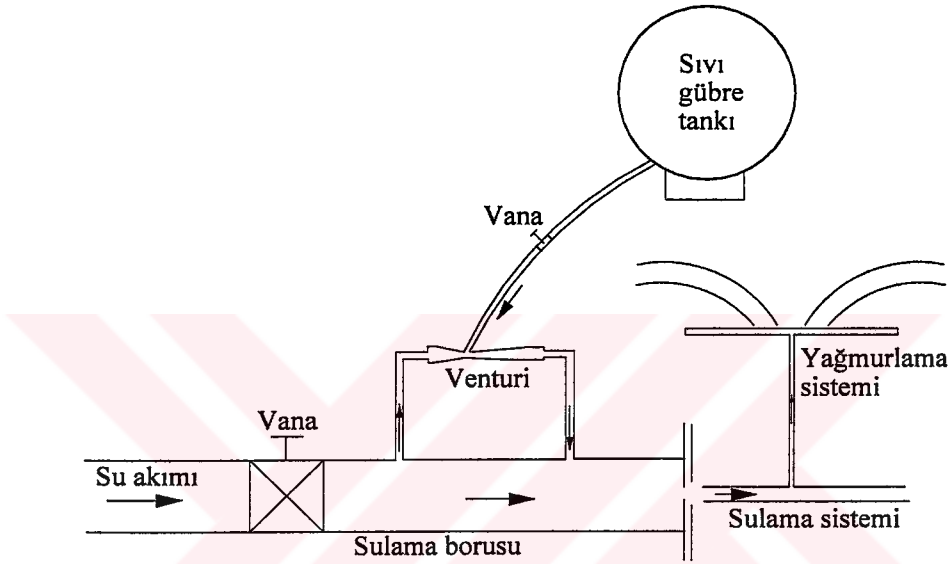 Sıvı
gübre
tankı
Vana
Venturi
Yağmurlama
sistemi
Vana
Su akımı
Sulama sistemi
Sulama borusu